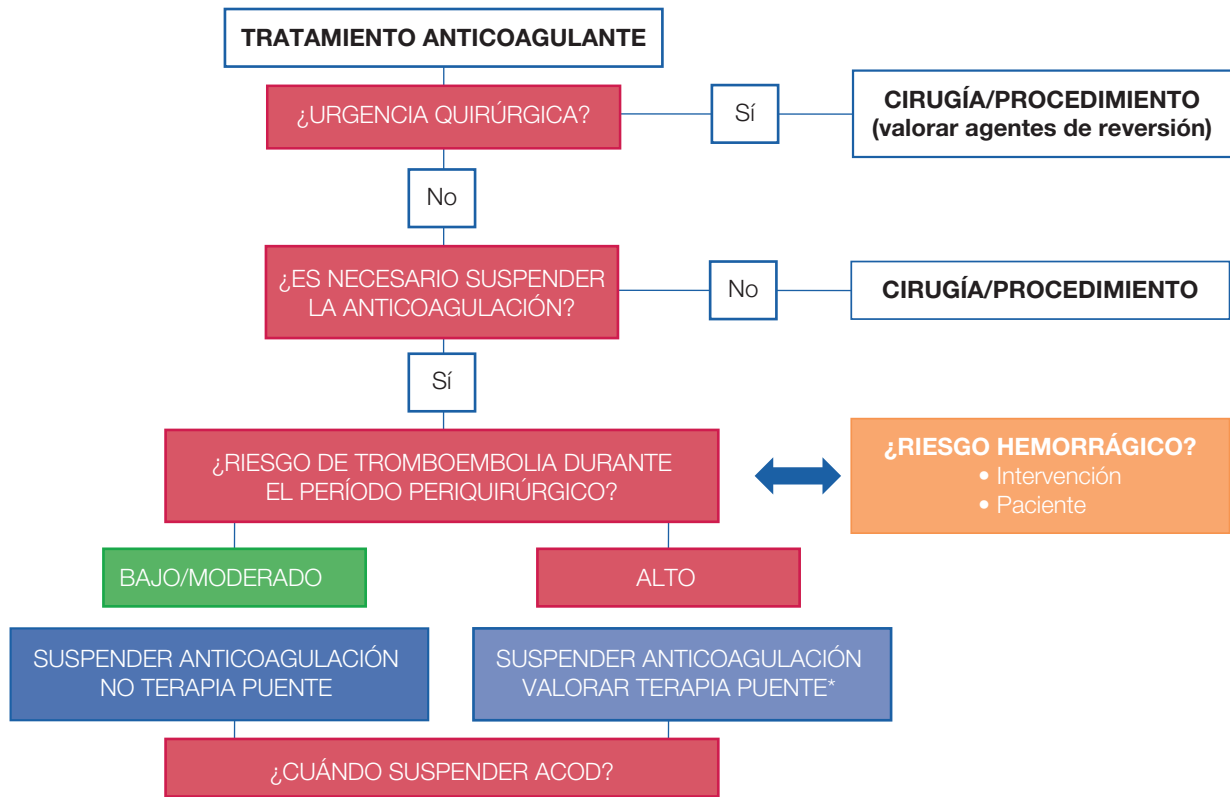 TRATAMIENTO ANTICOAGULANTE
¿URGENCIA QUIRÚRGICA?
Sí
CIRUGÍA/PROCEDIMIENTO
(valorar agentes de reversión)
No
¿ES NECESARIO SUSPENDER
LA ANTICOAGULACIÓN?
No
CIRUGÍA/PROCEDIMIENTO
Sí
¿RIESGO DE TROMBOEMBOLIA DURANTE
EL PERÍODO PERIQUIRÚRGICO?
¿RIESGO HEMORRÁGICO?
• Intervención
• Paciente
BAJO/MODERADO
ALTO
SUSPENDER ANTICOAGULACIÓN
NO TERAPIA PUENTE
SUSPENDER ANTICOAGULACIÓN
VALORAR TERAPIA PUENTE*
¿CUÁNDO SUSPENDER ACOD?